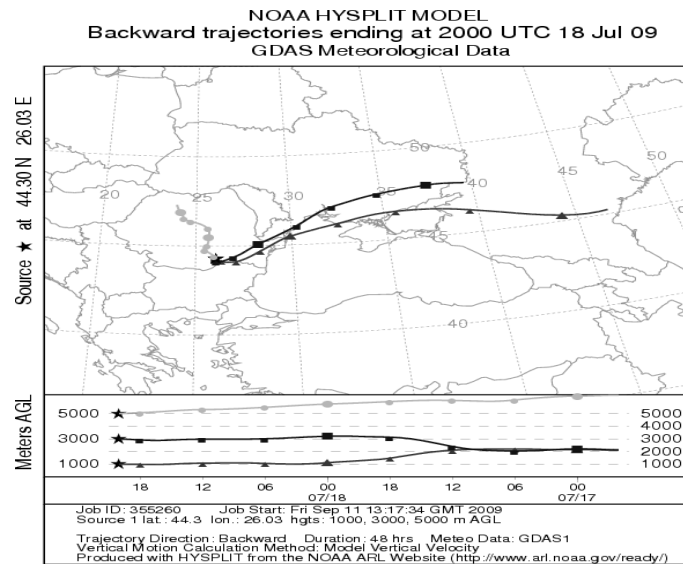 NOAA HYSPLIT MODEL
Backward trajectories ending at 2000 UTC 18 Jul 09
GDAS Meteorological Data
Source ★ at 44.30 N 26.03 E
50
50
20
25
30
35
40
45
40
Meters AGL
5000
3000
1000
5000
4000
3000
2000
1000
18 12 06 00 18 12 06 00
07/18 07/17
Job ID: 355260 Job Start: Fri Sep 11 13:17:34 GMT 2009
Source 1 lat.: 44.3 lon.: 26.03 hgts: 1000, 3000, 5000 m AGL
Trajectory Direction: Backward Duration: 48 hrs Meteo Data: GDAS1
Vertical Motion Calculation Method: Model Vertical Velocity
Produced with HYSPLIT from the NOAA ARL Website (http://www.arl.noaa.gov/ready/)